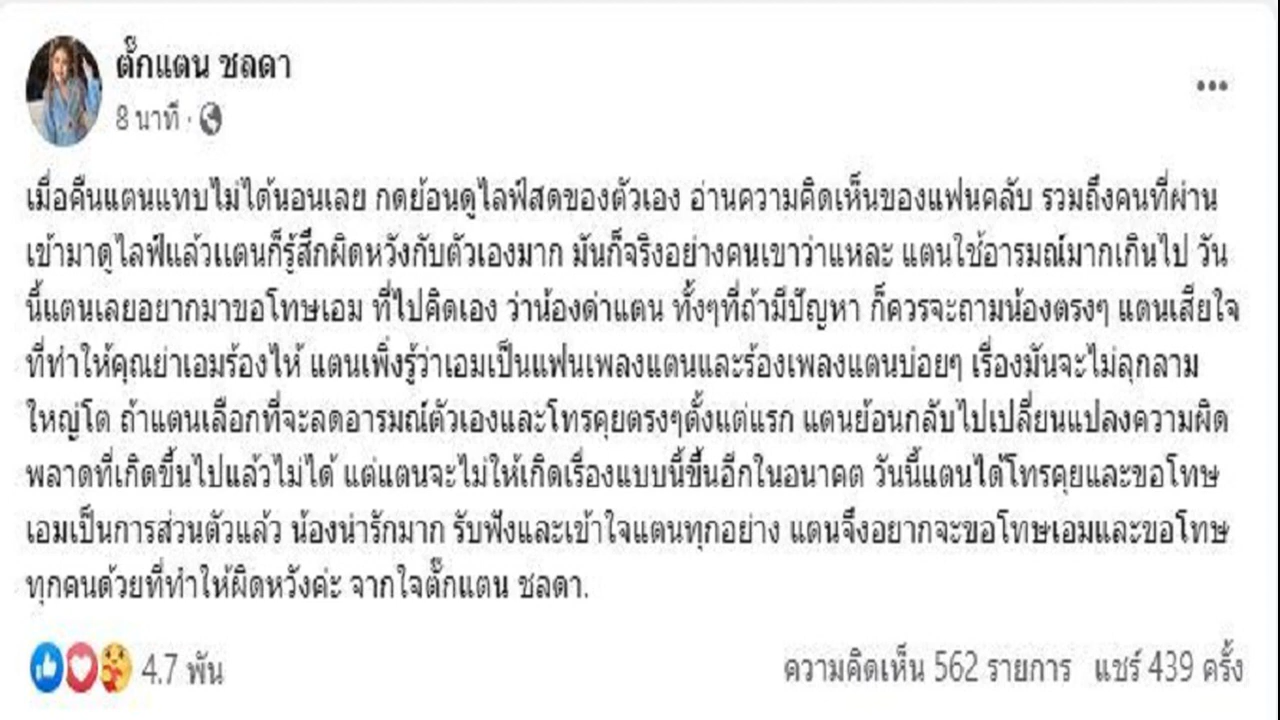 ตั๊กแตน ชลดา
8 นาที ·
เมื่อคืนแตนแทบไม่ได้นอนเลย กดย้อนดูไลฟ์สดของตัวเอง อ่านความคิดเห็นของแฟนคลับ รวมถึงคนที่ผ่าน
เข้ามาดูไลฟ์แล้วแตนก็รู้สึกผิดหวังกับตัวเองมาก มันก็จริงอย่างคนเขาว่าแหละ แตนใช้อารมณ์มากเกินไป วัน
นี้แตนเลยอยากมาขอโทษเอม ที่ไปคิดเอง ว่าน้องด่าแตน ทั้งๆที่ถ้ามีปัญหา ก็ควรจะถามน้องตรงๆ แตนเสียใจ
ที่ทำให้คุณย่าเอมร้องไห้ แตนเพิ่งรู้ว่าเอมเป็นแฟนเพลงแตนและร้องเพลงแตนบ่อยๆ เรื่องมันจะไม่ลุกลาม
ใหญ่โต ถ้าแตนเลือกที่จะลดอารมณ์ตัวเองและโทรคุยตรงๆตั้งแต่แรก แตนย้อนกลับไปเปลี่ยนแปลงความผิด
พลาดที่เกิดขึ้นไปแล้วไม่ได้ แต่แตนจะไม่ให้เกิดเรื่องแบบนี้ขึ้นอีกในอนาคต วันนี้แตนได้โทรคุยและขอโทษ
เอมเป็นการส่วนตัวแล้ว น้องน่ารักมาก รับฟังและเข้าใจแตนทุกอย่าง แตนจึงอยากจะขอโทษเอมและขอโทษ
ทุกคนด้วยที่ทำให้ผิดหวังค่ะ จากใจตั๊กแตน ชลดา.
4.7 พัน ความคิดเห็น 562 รายการ แชร์ 439 ครั้ง